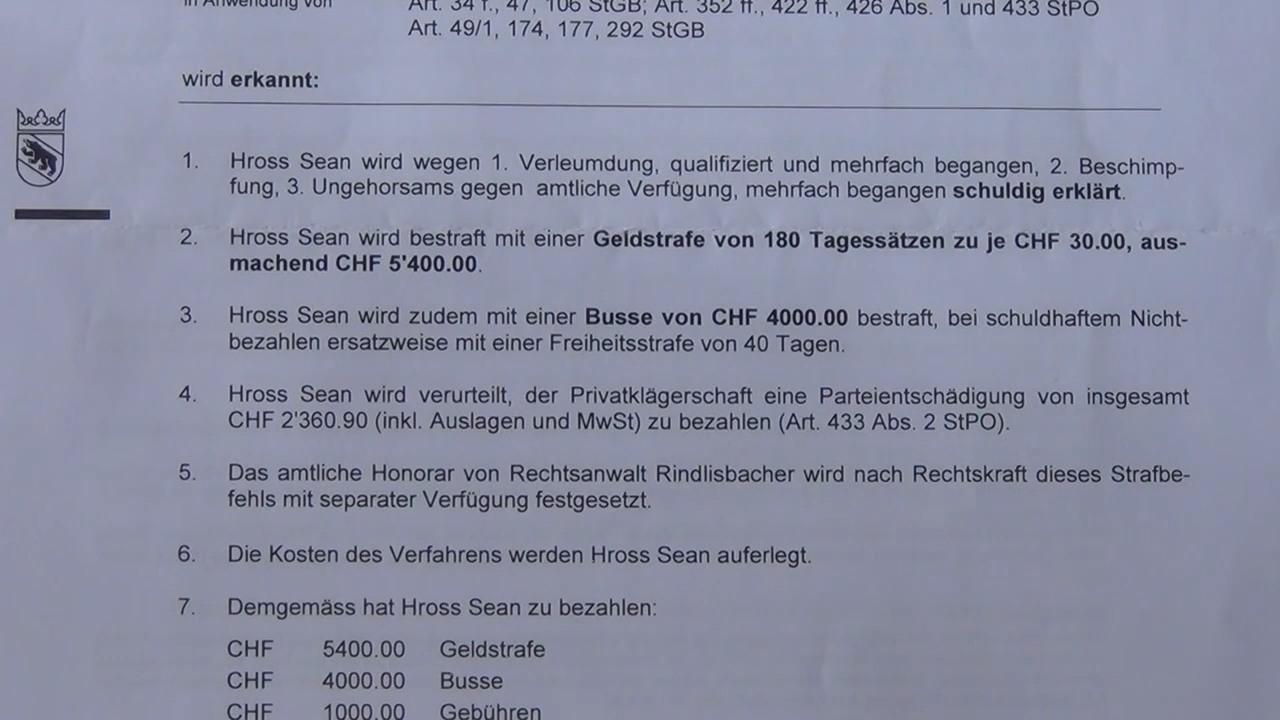 in Anwendung von Art. 34 f., 47, 106 StGB; Art. 352 ff., 422 ff., 426 Abs. 1 und 433 StPO
Art. 49/1, 174, 177, 292 StGB
wird erkannt:
1. Hross Sean wird wegen 1. Verleumdung, qualifiziert und mehrfach begangen, 2. Beschimp-
fung, 3. Ungehorsams gegen amtliche Verfügung, mehrfach begangen schuldig erklärt.
2. Hross Sean wird bestraft mit einer Geldstrafe von 180 Tagessätzen zu je CHF 30.00, aus-
machend CHF 5'400.00.
3. Hross Sean wird zudem mit einer Busse von CHF 4000.00 bestraft, bei schuldhaftem Nicht-
bezahlen ersatzweise mit einer Freiheitsstrafe von 40 Tagen.
4. Hross Sean wird verurteilt, der Privatklägerschaft eine Parteientschädigung von insgesamt
CHF 2'360.90 (inkl. Auslagen und MwSt) zu bezahlen (Art. 433 Abs. 2 StPO).
5. Das amtliche Honorar von Rechtsanwalt Rindlisbacher wird nach Rechtskraft dieses Strafbe-
fehls mit separater Verfügung festgesetzt.
6. Die Kosten des Verfahrens werden Hross Sean auferlegt.
7. Demgemäss hat Hross Sean zu bezahlen:
CHF 5400.00 Geldstrafe
CHF 4000.00 Busse
CHF 1000.00 Gebühren